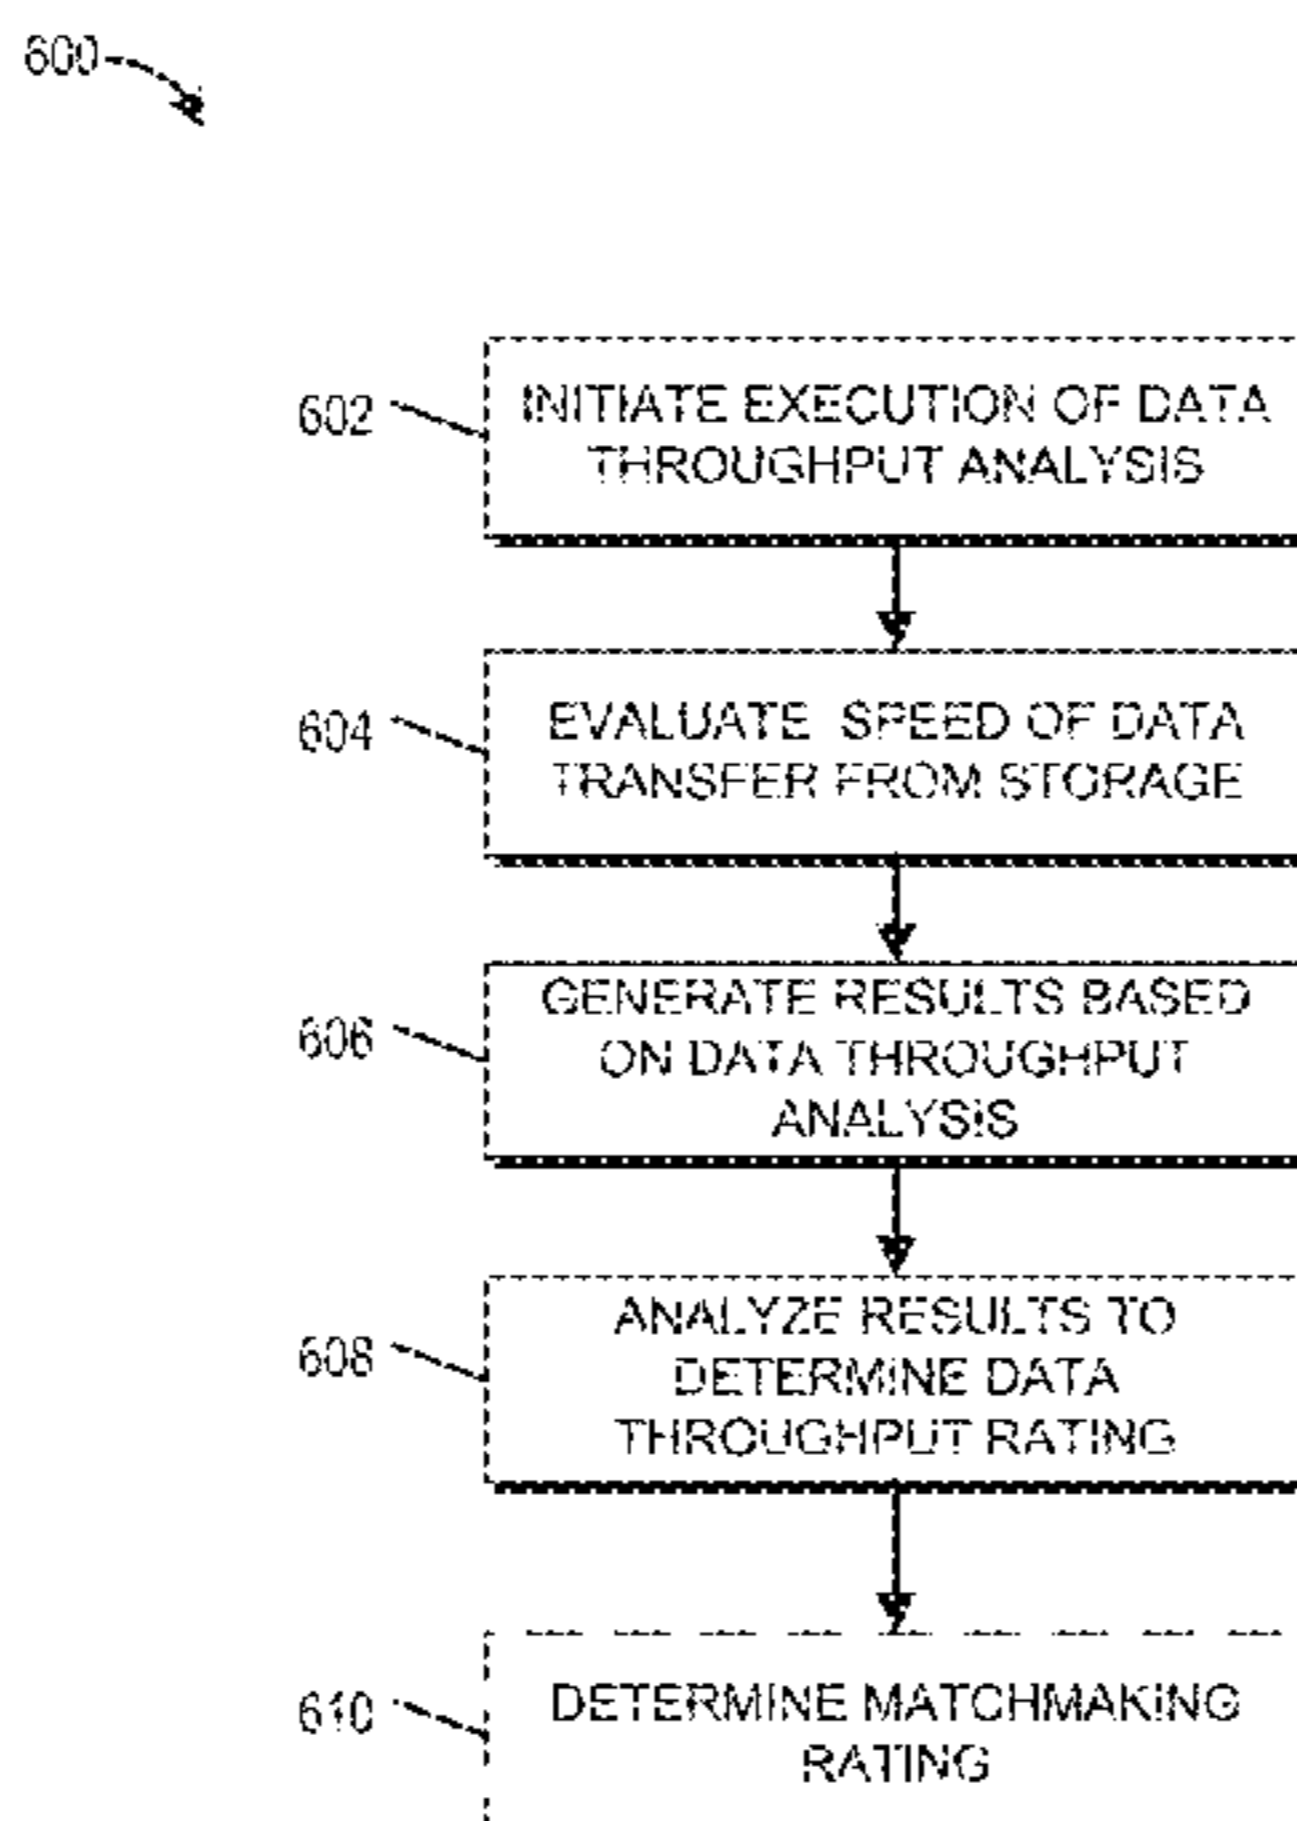 600
602
INITIATE EXECUTION OF DATA
THROUGHPUT ANALYSIS
604
EVALUATE SPEED OF DATA
TRANSFER FROM STORAGE
606
GENERATE RESULTS BASED
ON DATA THROUGHPUT
ANALYSIS
608
ANALYZE RESULTS TO
DETERMINE DATA
THROUGHPUT RATING
610
DETERMINE MATCHMAKING
RATING